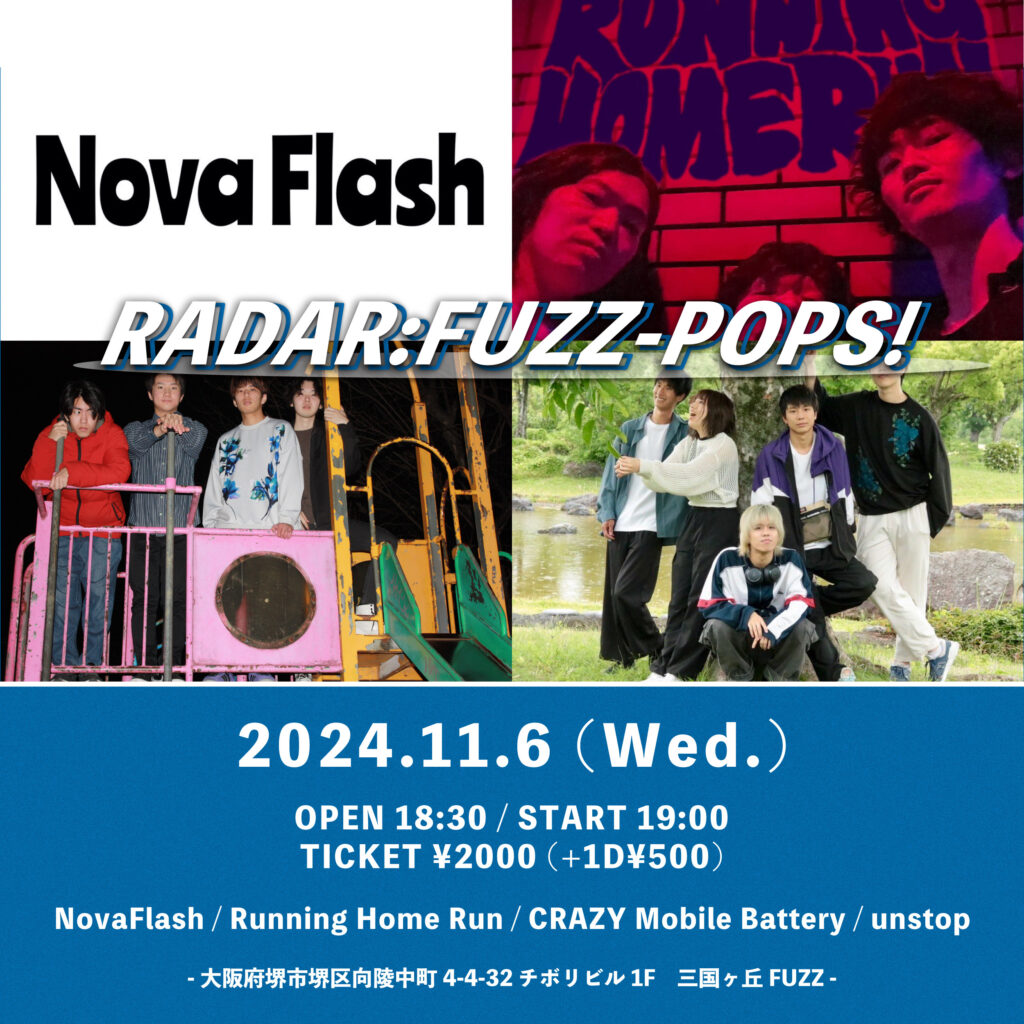 Nova Flash
RUNNING
HOMERUN
RADAR:FUZZ-POPS!
2024.11.6（Wed.）
OPEN 18:30 / START 19:00
TICKET ¥2000（+1D¥500）
NovaFlash / Running Home Run / CRAZY Mobile Battery / unstop
- 大阪府堺市堺区向陵中町 4-4-32 チボリビル 1F　三国ヶ丘 FUZZ -